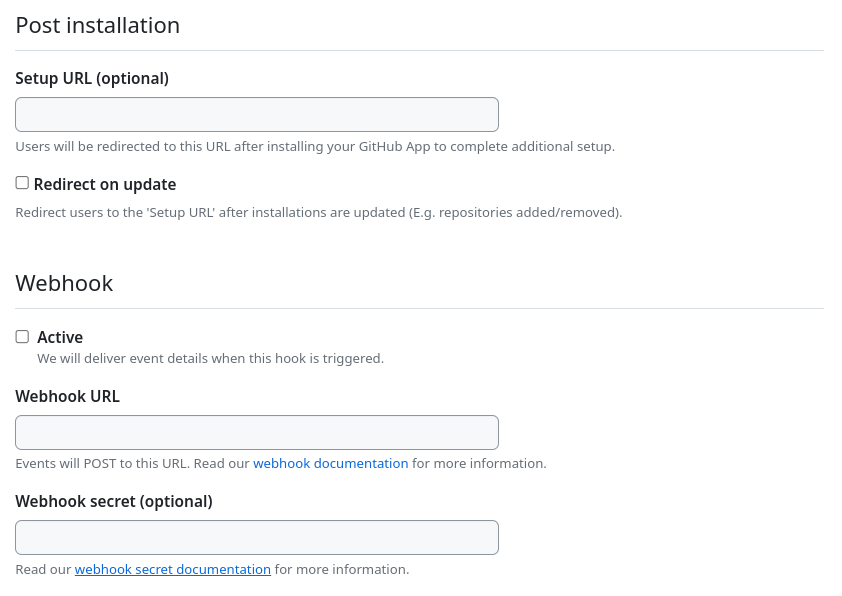 Post installation
Setup URL (optional)
Users will be redirected to this URL after installing your GitHub App to complete additional setup.
Redirect on update
Redirect users to the 'Setup URL' after installations are updated (E.g. repositories added/removed).
Webhook
Active
We will deliver event details when this hook is triggered.
Webhook URL
Events will POST to this URL. Read our webhook documentation for more information.
Webhook secret (optional)
Read our webhook secret documentation for more information.